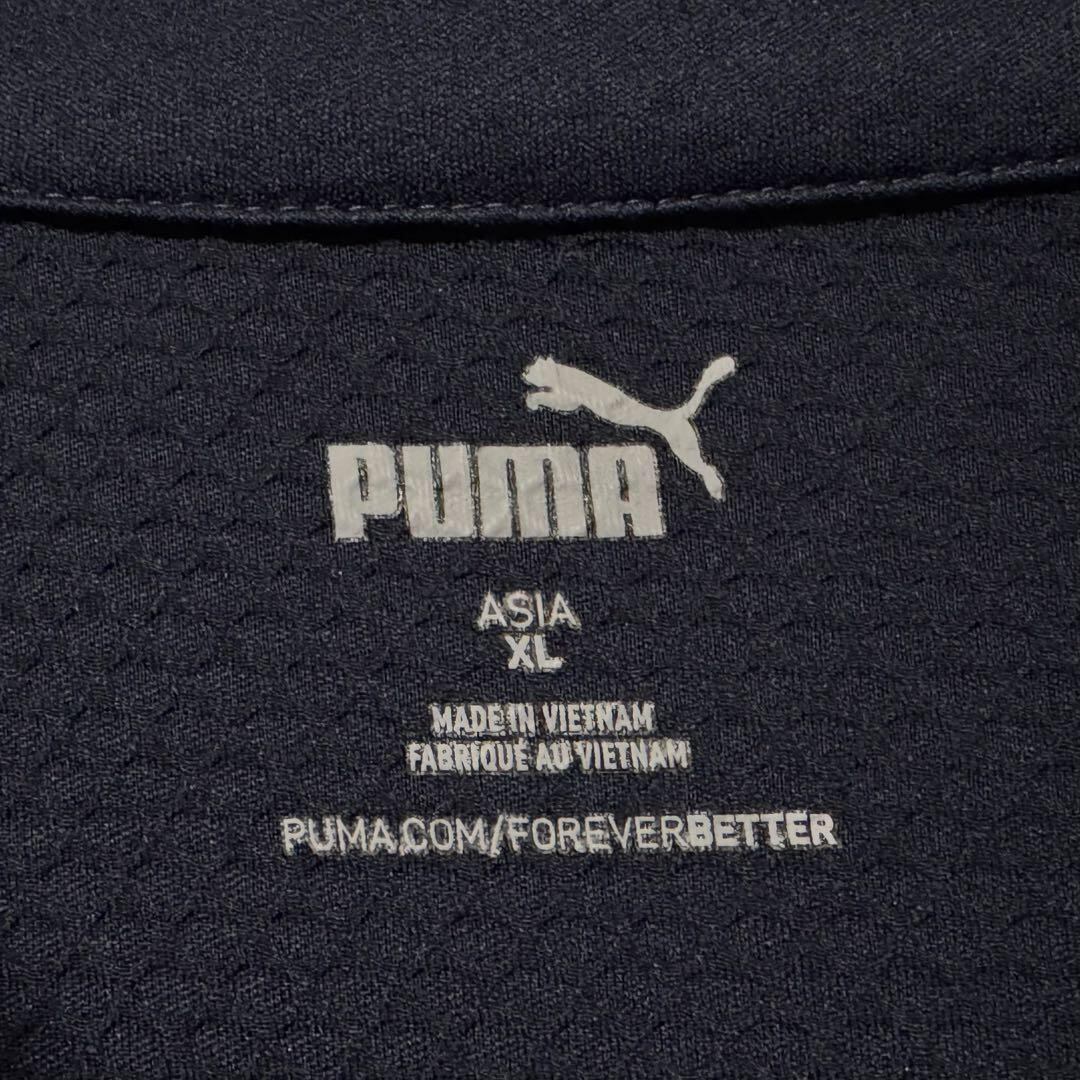 PUMA
ASIA
XL
MADE IN VIETNAM
FABRIQUÉ AU VIETNAM
PUMA.COM/FOREVERBETTER